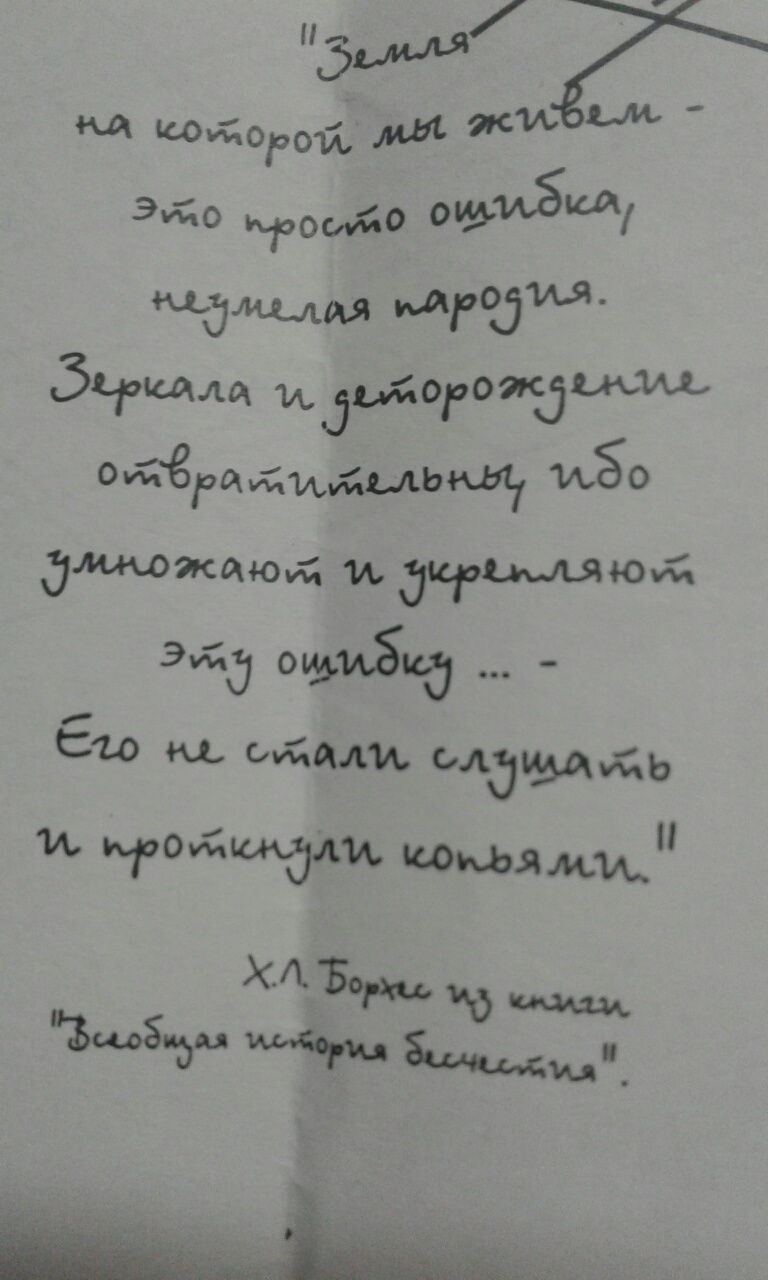 "Земля
на которой мы живем -
это просто ошибка,
неумелая пародия.
Зеркала и деторождение
отвратительны, ибо
умножают и укрепляют
эту ошибку ... -
Его не стали слушать
и проткнули копьями."
Х.Л. Борхес из книги
"Всеобщая история бесчестия".